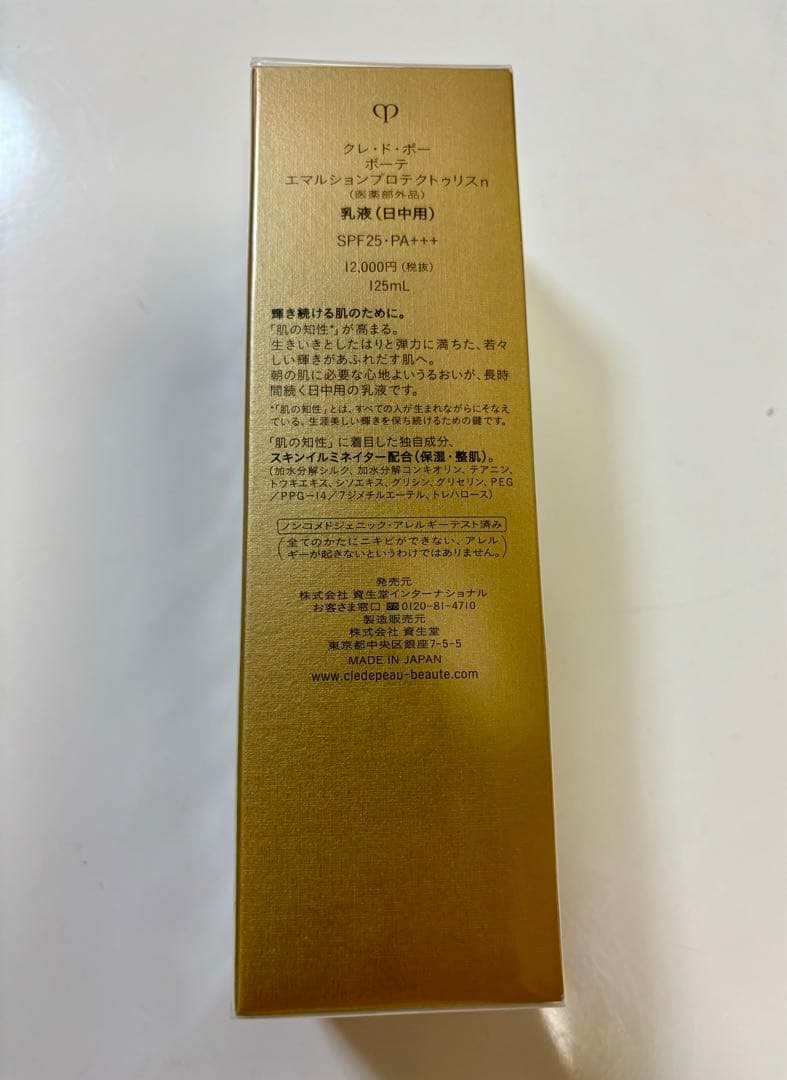 クレ・ド・ポー
ボーテ
エマルションプロテクトゥリスn
(医薬部外品)
乳液(日中用)
SPF25・PA+++
12,000円(税抜)
125mL
輝き続ける肌のために。
「肌の知性*」が高まる。
生きいきとしたはりと弾力に満ちた、若々
しい輝きがあふれだす肌へ。
朝の肌に必要な心地よいうるおいが、長時
間続く日中用の乳液です。
*「肌の知性」とは、すべての人が生まれながらにそなえ
ている、生涯美しい輝きを保ち続けるための鍵です。
「肌の知性」に着目した独自成分、
スキンイルミネイター配合(保湿・整肌)。
(加水分解シルク、加水分解コンキオリン、テアニン、
トウキエキス、シソエキス、グリシン、グリセリン、PEG
/PPG-14/7ジメチルエーテル、トレハロース)
ノンコメドジェニック・アレルギーテスト済み
(全てのかたにニキビができない、アレル
ギーが起きないというわけではありません。)
発売元
株式会社 資生堂インターナショナル
お客さま窓口 0120-81-4710
製造販売元
株式会社 資生堂
東京都中央区銀座7-5-5
MADE IN JAPAN
www.cledepeau-beaute.com